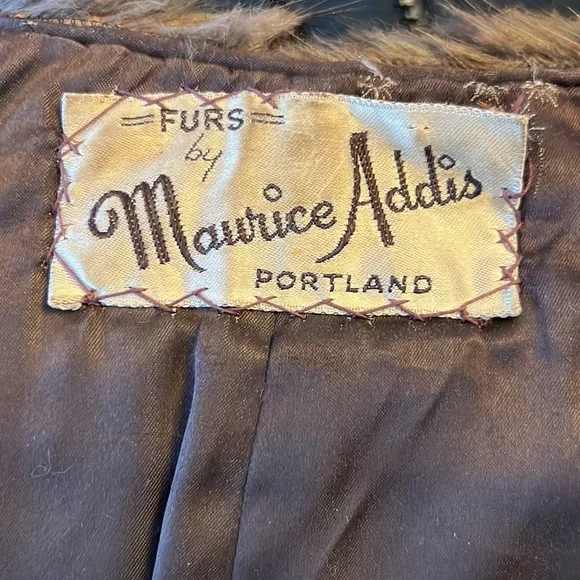 =FURS=
by
Maurice Addis
PORTLAND